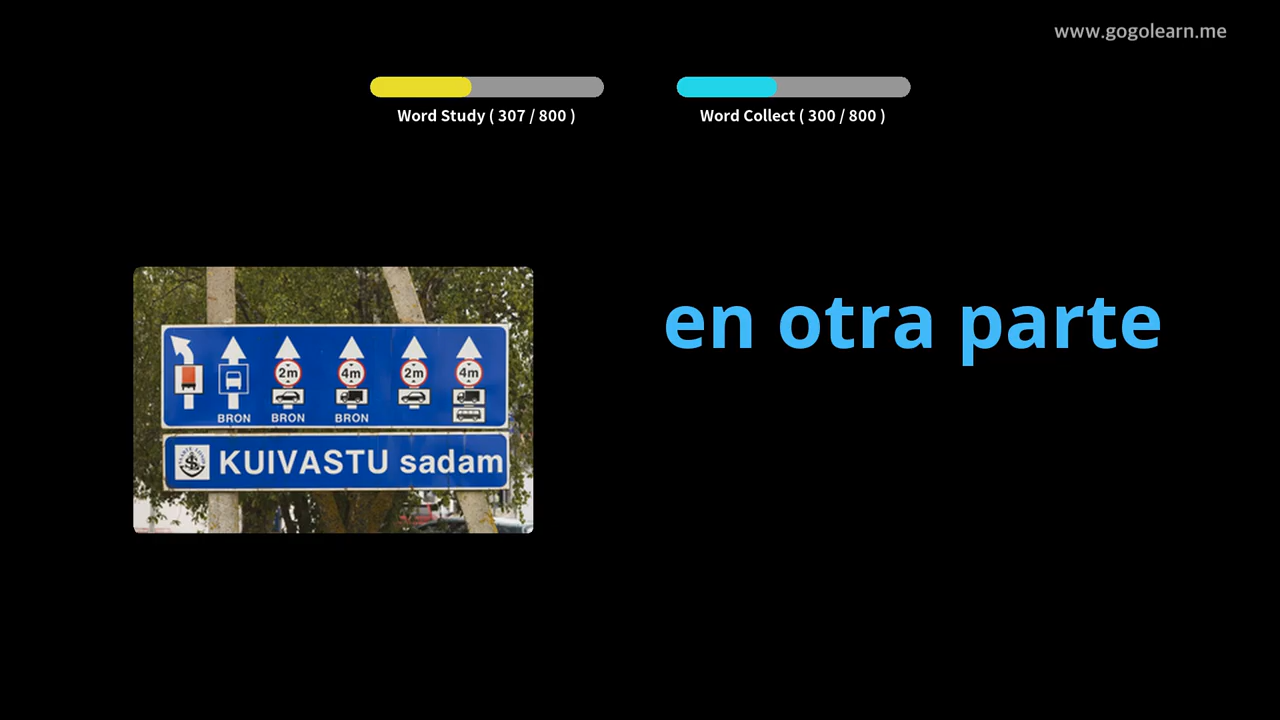 www.gogolearn.me
Word Study ( 307 / 800 )
Word Collect ( 300 / 800 )
en otra parte
2m 4m 2m 4m
BRON BRON BRON
KUIVASTU sadam